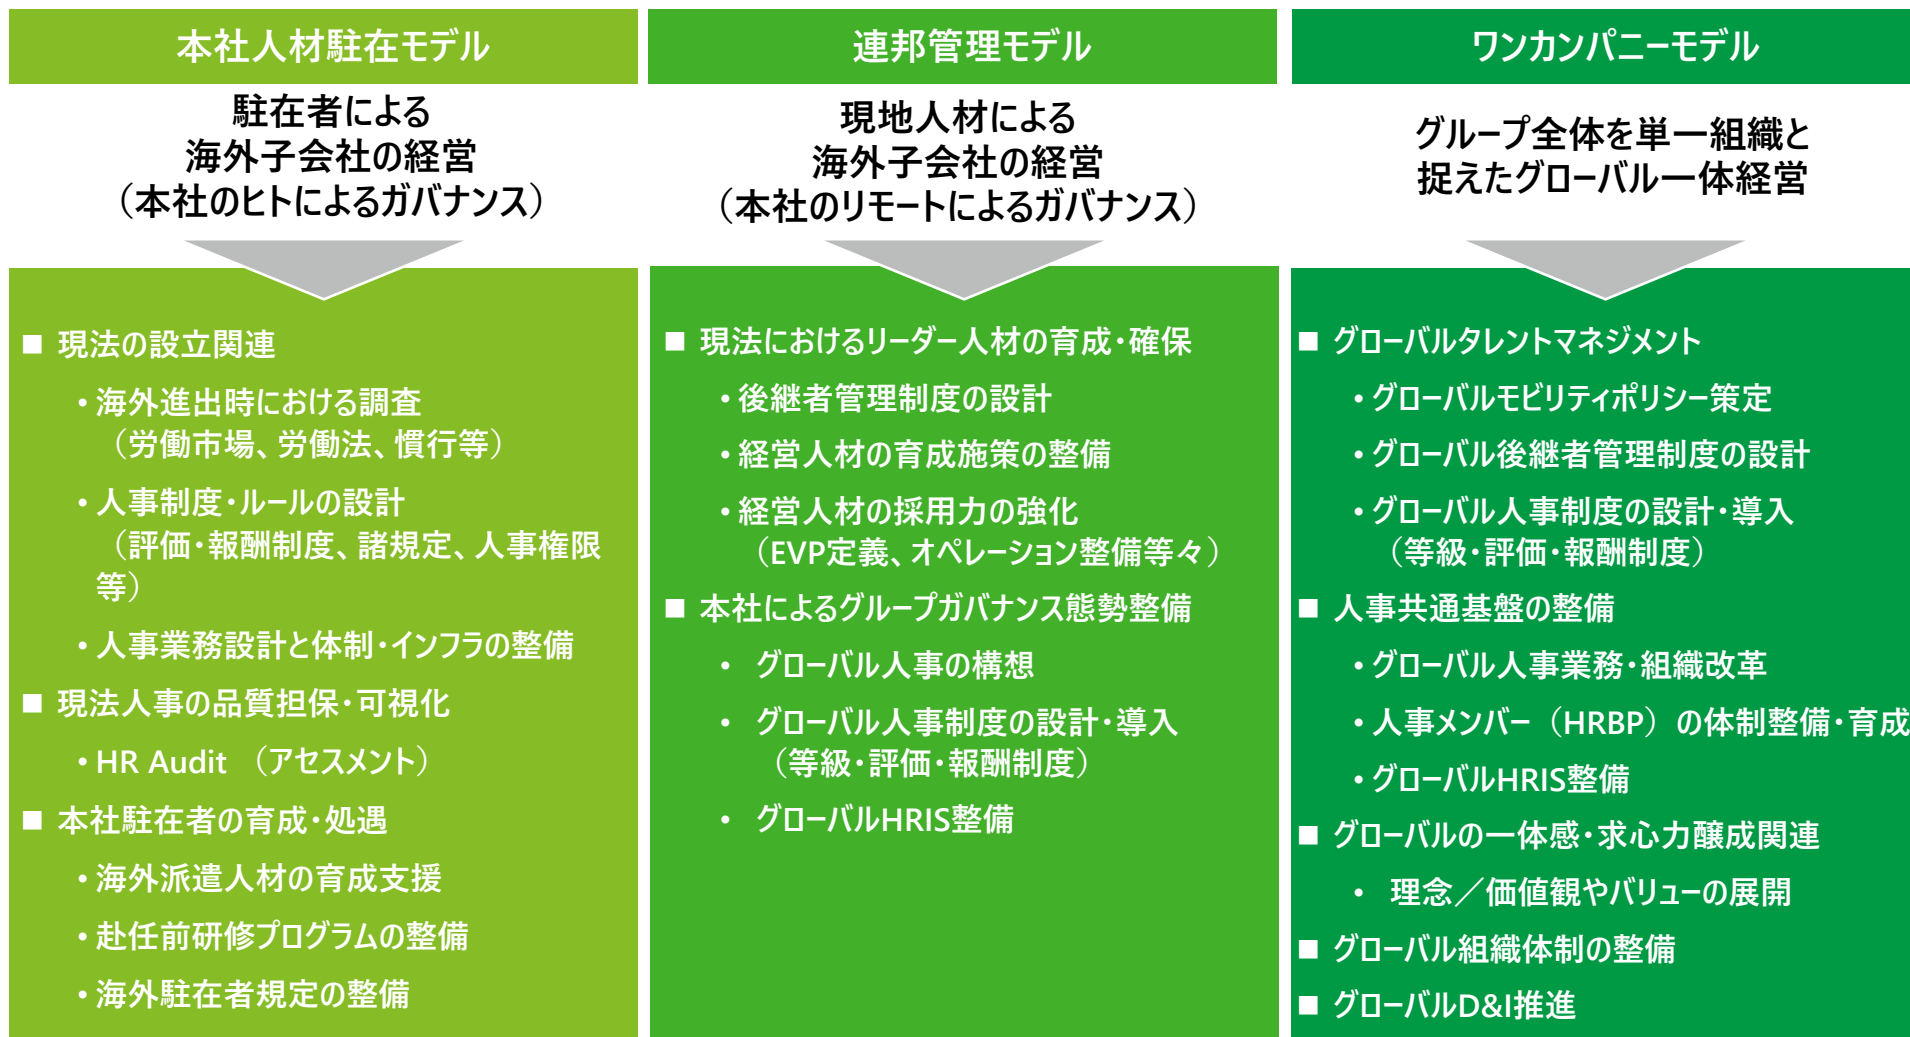 本社人材駐在モデル
駐在者による
海外子会社の経営
（本社のヒトによるガバナンス）
■ 現法の設立関連
・海外進出時における調査
（労働市場、労働法、慣行等）
・人事制度・ルールの設計
（評価・報酬制度、諸規定、人事権限
等）
・人事業務設計と体制・インフラの整備
■ 現法人事の品質担保・可視化
・HR Audit （アセスメント）
■ 本社駐在者の育成・処遇
・海外派遣人材の育成支援
・赴任前研修プログラムの整備
・海外駐在者規定の整備
連邦管理モデル
現地人材による
海外子会社の経営
（本社のリモートによるガバナンス）
■ 現法におけるリーダー人材の育成・確保
・後継者管理制度の設計
・経営人材の育成施策の整備
・経営人材の採用力の強化
（EVP定義、オペレーション整備等々）
■ 本社によるグループガバナンス態勢整備
• グローバル人事の構想
• グローバル人事制度の設計・導入
（等級・評価・報酬制度）
• グローバルHRIS整備
ワンカンパニーモデル
グループ全体を単一組織と
捉えたグローバル一体経営
■ グローバルタレントマネジメント
・グローバルモビリティポリシー策定
・グローバル後継者管理制度の設計
・グローバル人事制度の設計・導入
（等級・評価・報酬制度）
■ 人事共通基盤の整備
・グローバル人事業務・組織改革
・人事メンバー（HRBP）の体制整備・育成
・グローバルHRIS整備
■ グローバルの一体感・求心力醸成関連
• 理念／価値観やバリューの展開
■ グローバル組織体制の整備
■ グローバルD&I推進